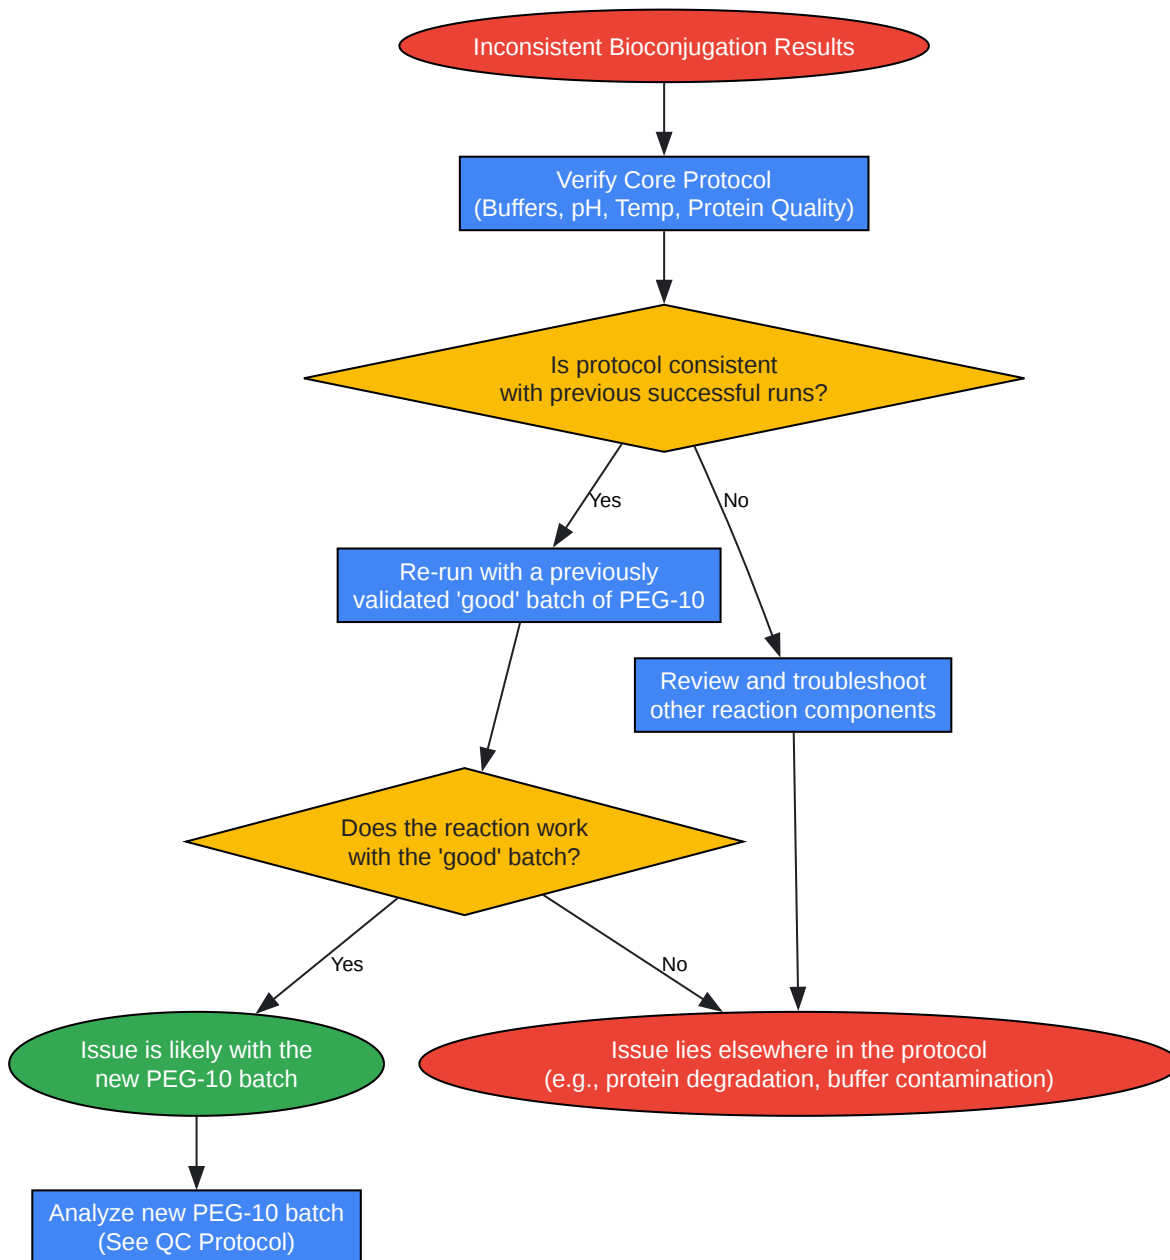 Inconsistent Bioconjugation Results
Verify Core Protocol
(Buffers, pH, Temp, Protein Quality)
Is protocol consistent
with previous successful runs?
Yes
No
Re-run with a previously
validated 'good' batch of PEG-10
Review and troubleshoot
other reaction components
Does the reaction work
with the 'good' batch?
Yes
No
Issue is likely with the
new PEG-10 batch
Issue lies elsewhere in the protocol
(e.g., protein degradation, buffer contamination)
Analyze new PEG-10 batch
(See QC Protocol)